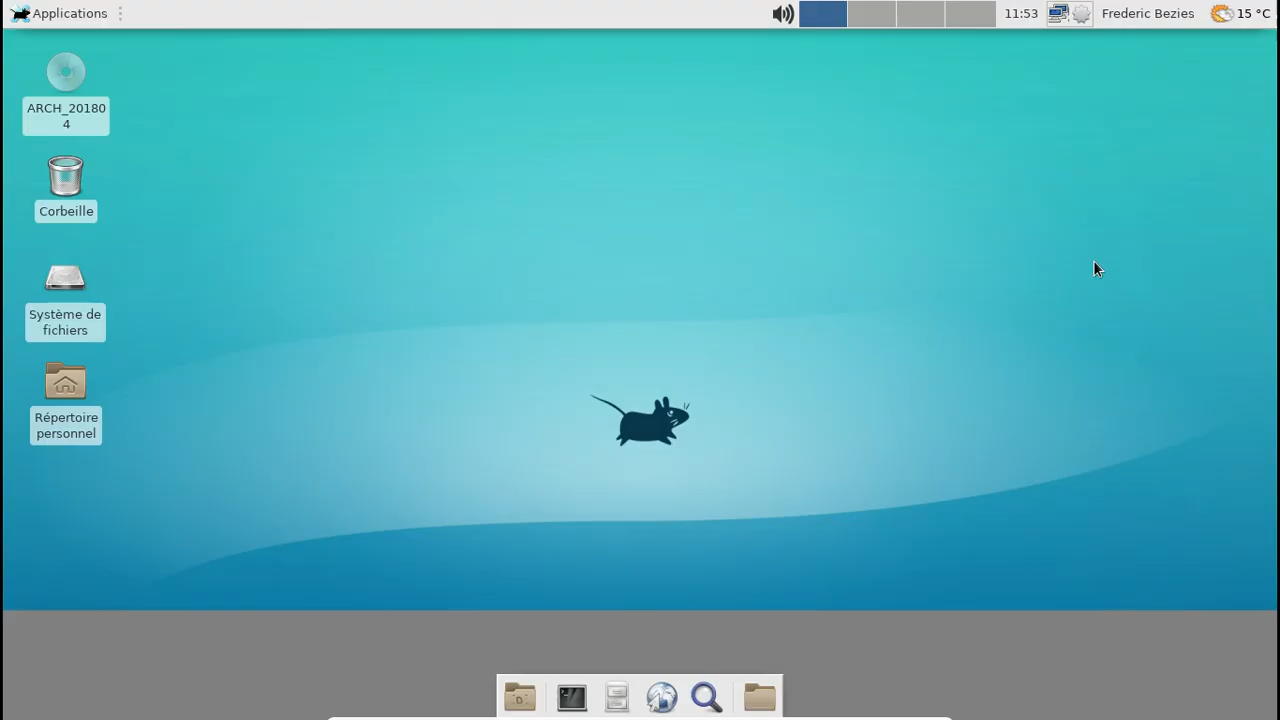 Applications
11:53
Frederic Bezies
15 °C
ARCH_20180
4
Corbeille
Système de
fichiers
Répertoire
personnel